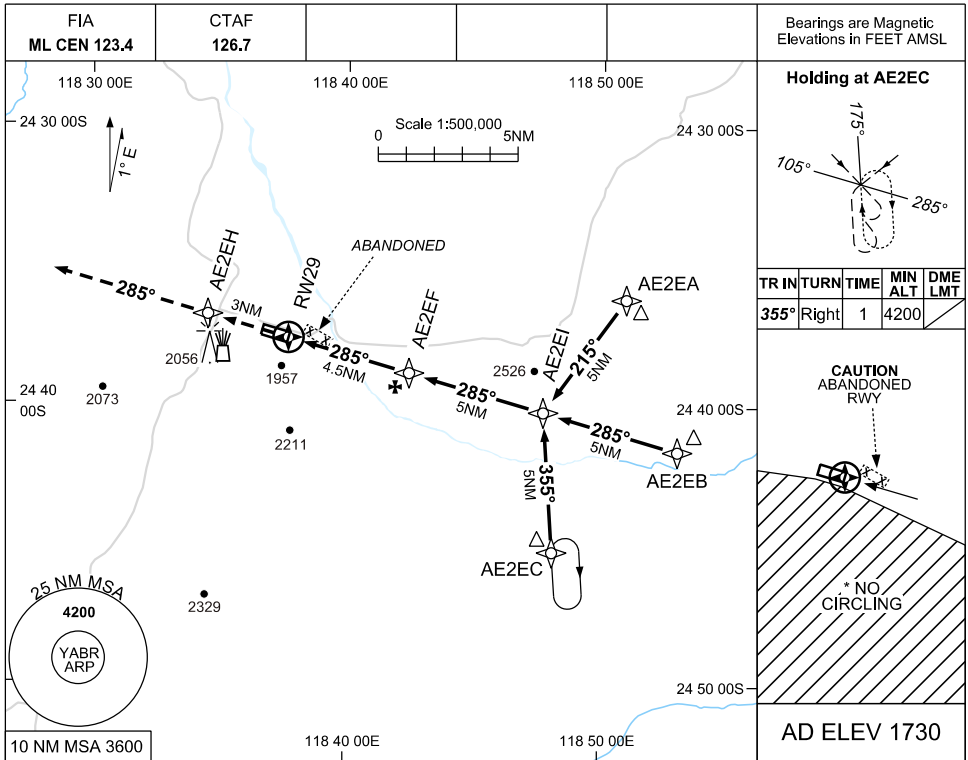 FIA
ML CEN 123.4
CTAF
126.7
Bearings are Magnetic
Elevations in FEET AMSL
118 30 00E
118 40 00E
118 50 00E
24 30 00S
24 30 00S
1° E
Scale 1:500,000
0
5NM
Holding at AE2EC
175°
105°
285°
TR IN
TURN
TIME
MIN
ALT
DME
LMT
355°
Right
1
4200
ABANDONED
AE2EH
RW29
AE2EF
AE2EI
AE2EA
285°
3NM
285°
4.5NM
285°
5NM
215°
5NM
285°
5NM
355°
5NM
AE2EB
AE2EC
2056
1957
2526
2073
2211
2329
24 40
00S
24 40 00S
24 50 00S
CAUTION
ABANDONED
RWY
* NO
CIRCLING
25 NM MSA
4200
YABR
ARP
10 NM MSA 3600
118 40 00E
118 50 00E
AD ELEV 1730